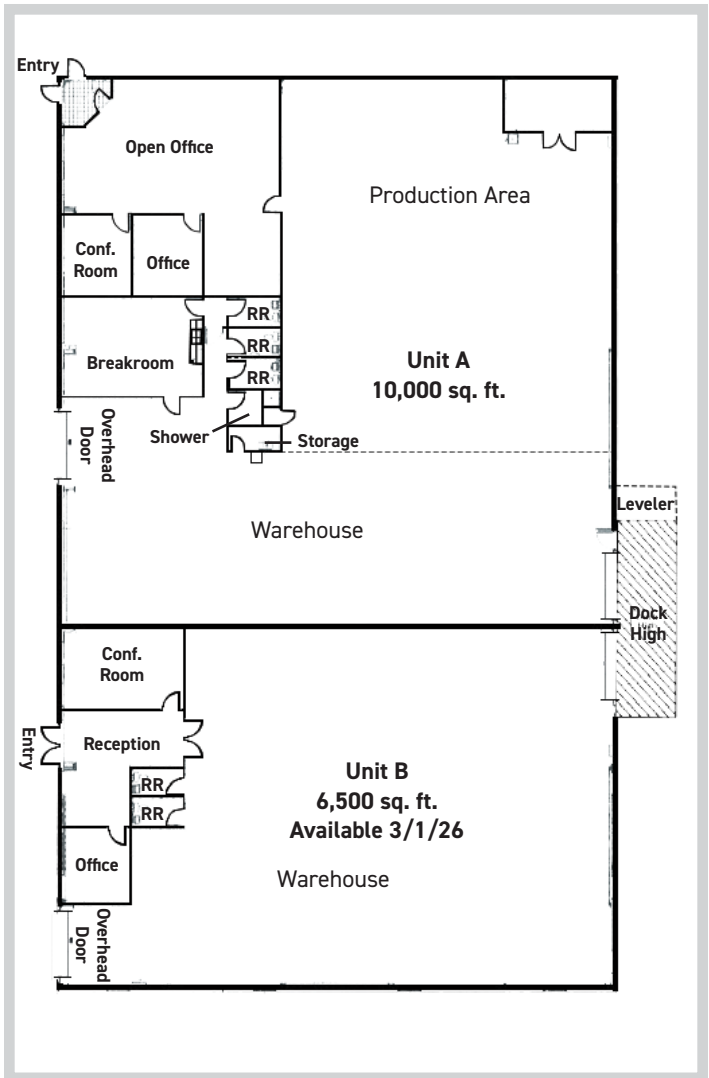 Entry
Open Office
Production Area
Conf.
Room
Office
RR
RR
RR
Breakroom
Unit A
10,000 sq. ft.
Overhead
Door
Shower
Storage
Warehouse
Leveler
Dock
High
Conf.
Room
Entry
Reception
RR
RR
Unit B
6,500 sq. ft.
Available 3/1/26
Office
Warehouse
Overhead
Door